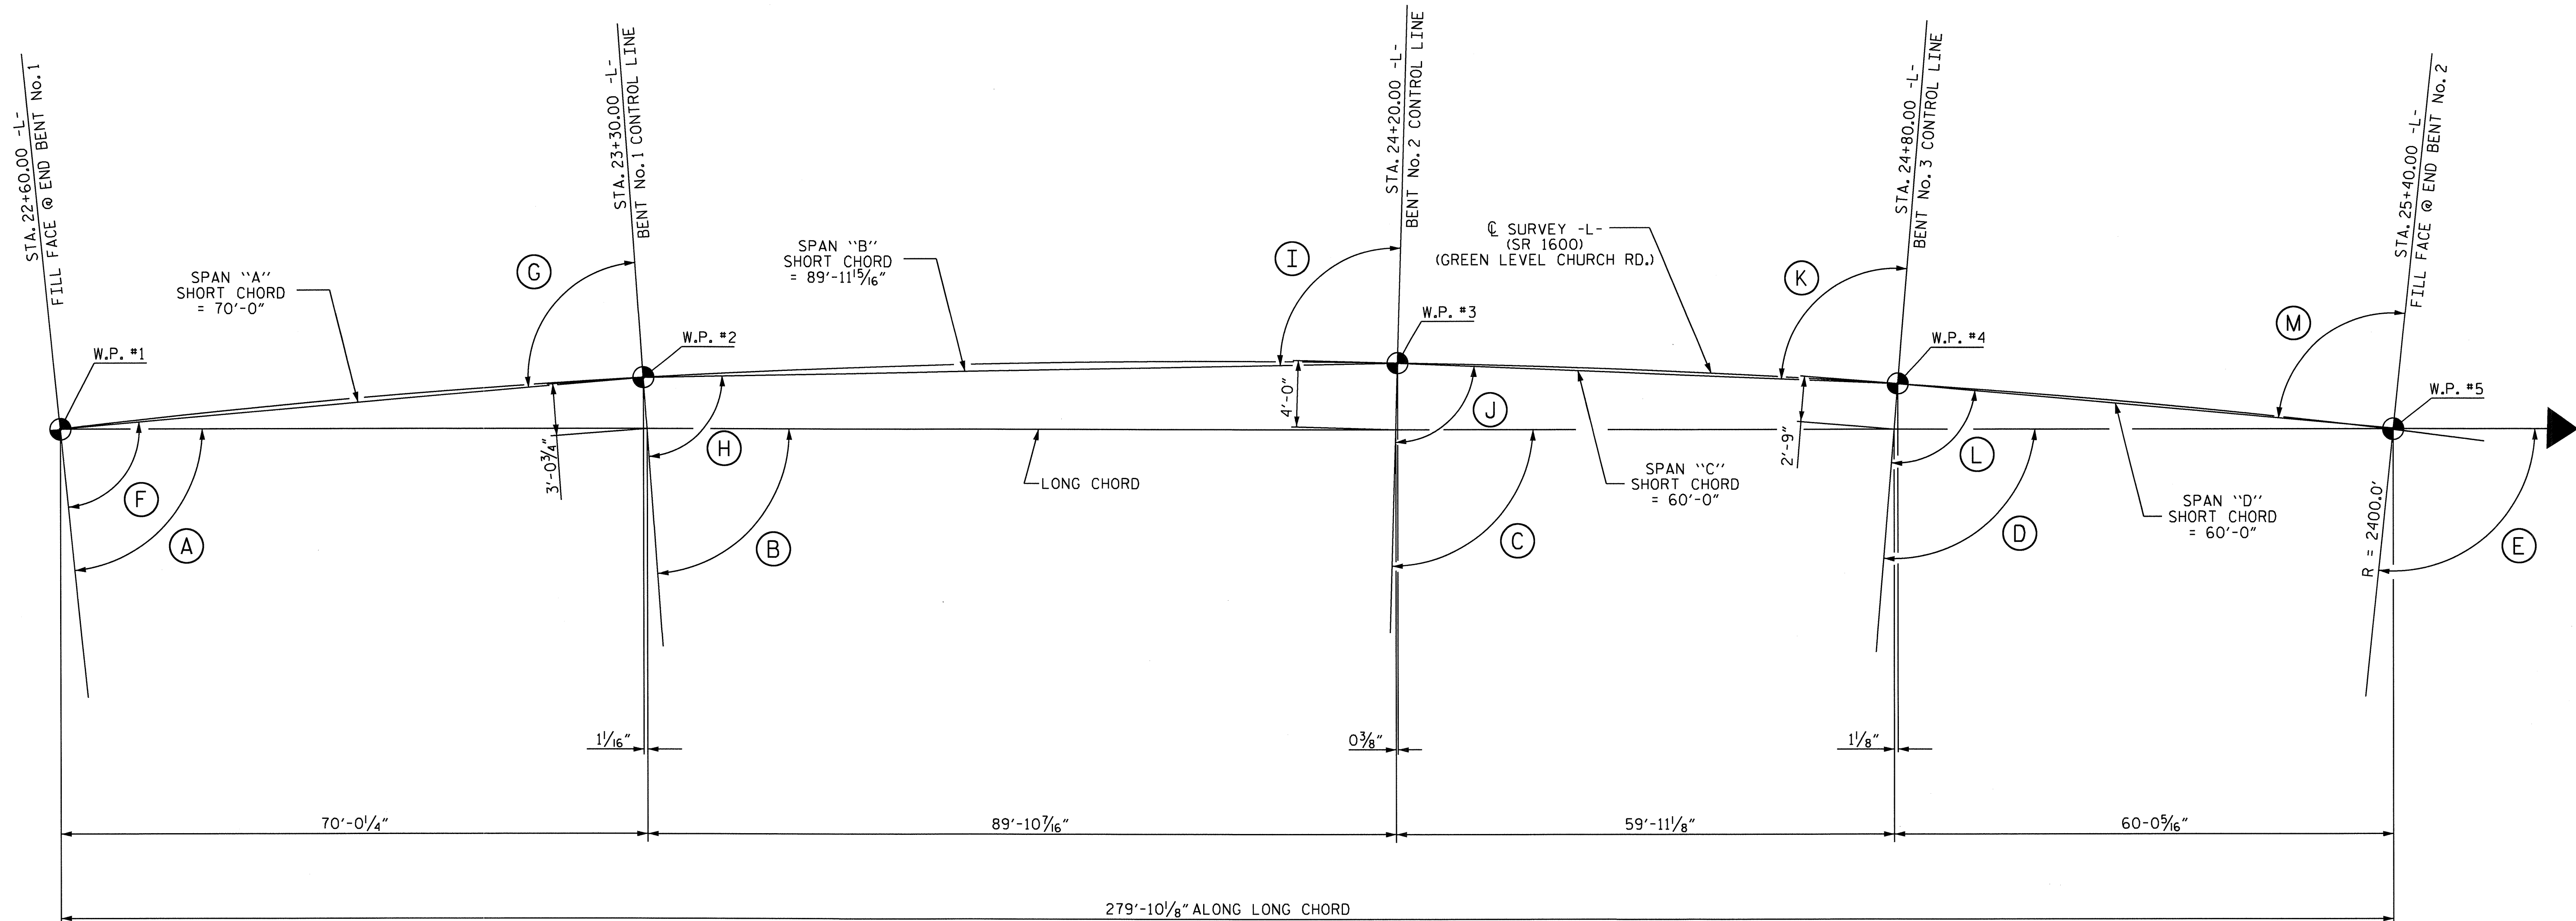 STA. 22+60.00 -L-
FILL FACE @ END BENT No. 1
STA. 23+30.00 -L-
BENT No. 1 CONTROL LINE
STA. 24+20.00 -L-
BENT No. 2 CONTROL LINE
STA. 24+80.00 -L-
BENT No. 3 CONTROL LINE
STA. 25+40.00 -L-
FILL FACE @ END BENT No. 2
SPAN ``A´´
SHORT CHORD
= 70'-0"
G
SPAN ``B´´
SHORT CHORD
= 89'-11 15/16"
I
℄ SURVEY -L-
(SR 1600)
(GREEN LEVEL CHURCH RD.)
K
M
W.P. #1
W.P. #2
W.P. #3
W.P. #4
W.P. #5
3'-0 3/4"
4'-0"
2'-9"
F
A
H
B
LONG CHORD
J
C
SPAN ``C´´
SHORT CHORD
= 60'-0"
L
D
SPAN ``D´´
SHORT CHORD
= 60'-0"
R = 2400.0'
E
1 1/16"
0 3/8"
1 1/8"
70'-0 1/4"
89'-10 7/16"
59'-11 1/8"
60-0 5/16"
279'-10 1/8" ALONG LONG CHORD